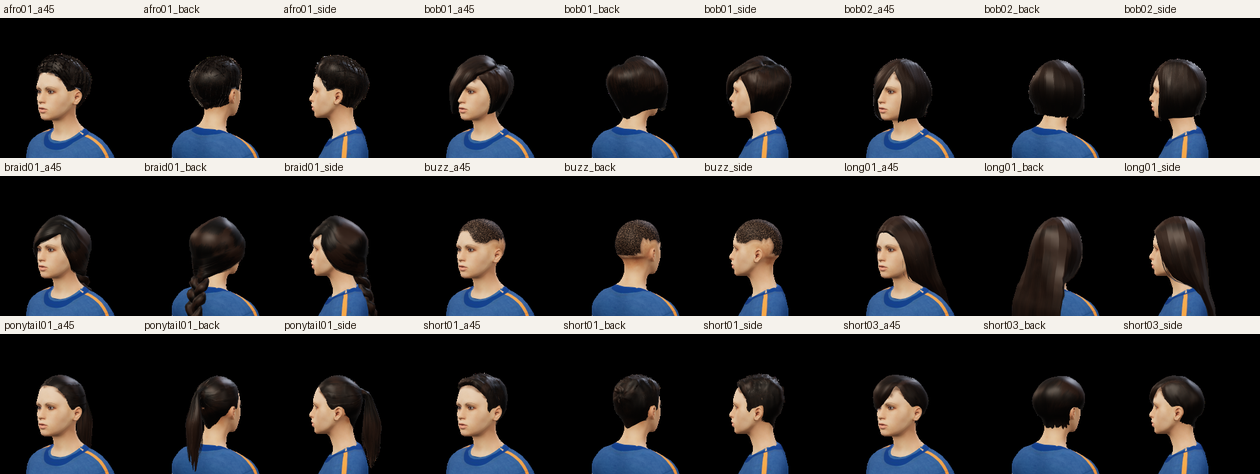 afro01_a45 afro01_back afro01_side bob01_a45 bob01_back bob01_side bob02_a45 bob02_back bob02_side
braid01_a45 braid01_back braid01_side buzz_a45 buzz_back buzz_side long01_a45 long01_back long01_side
ponytail01_a45 ponytail01_back ponytail01_side short01_a45 short01_back short01_side short03_a45 short03_back short03_side